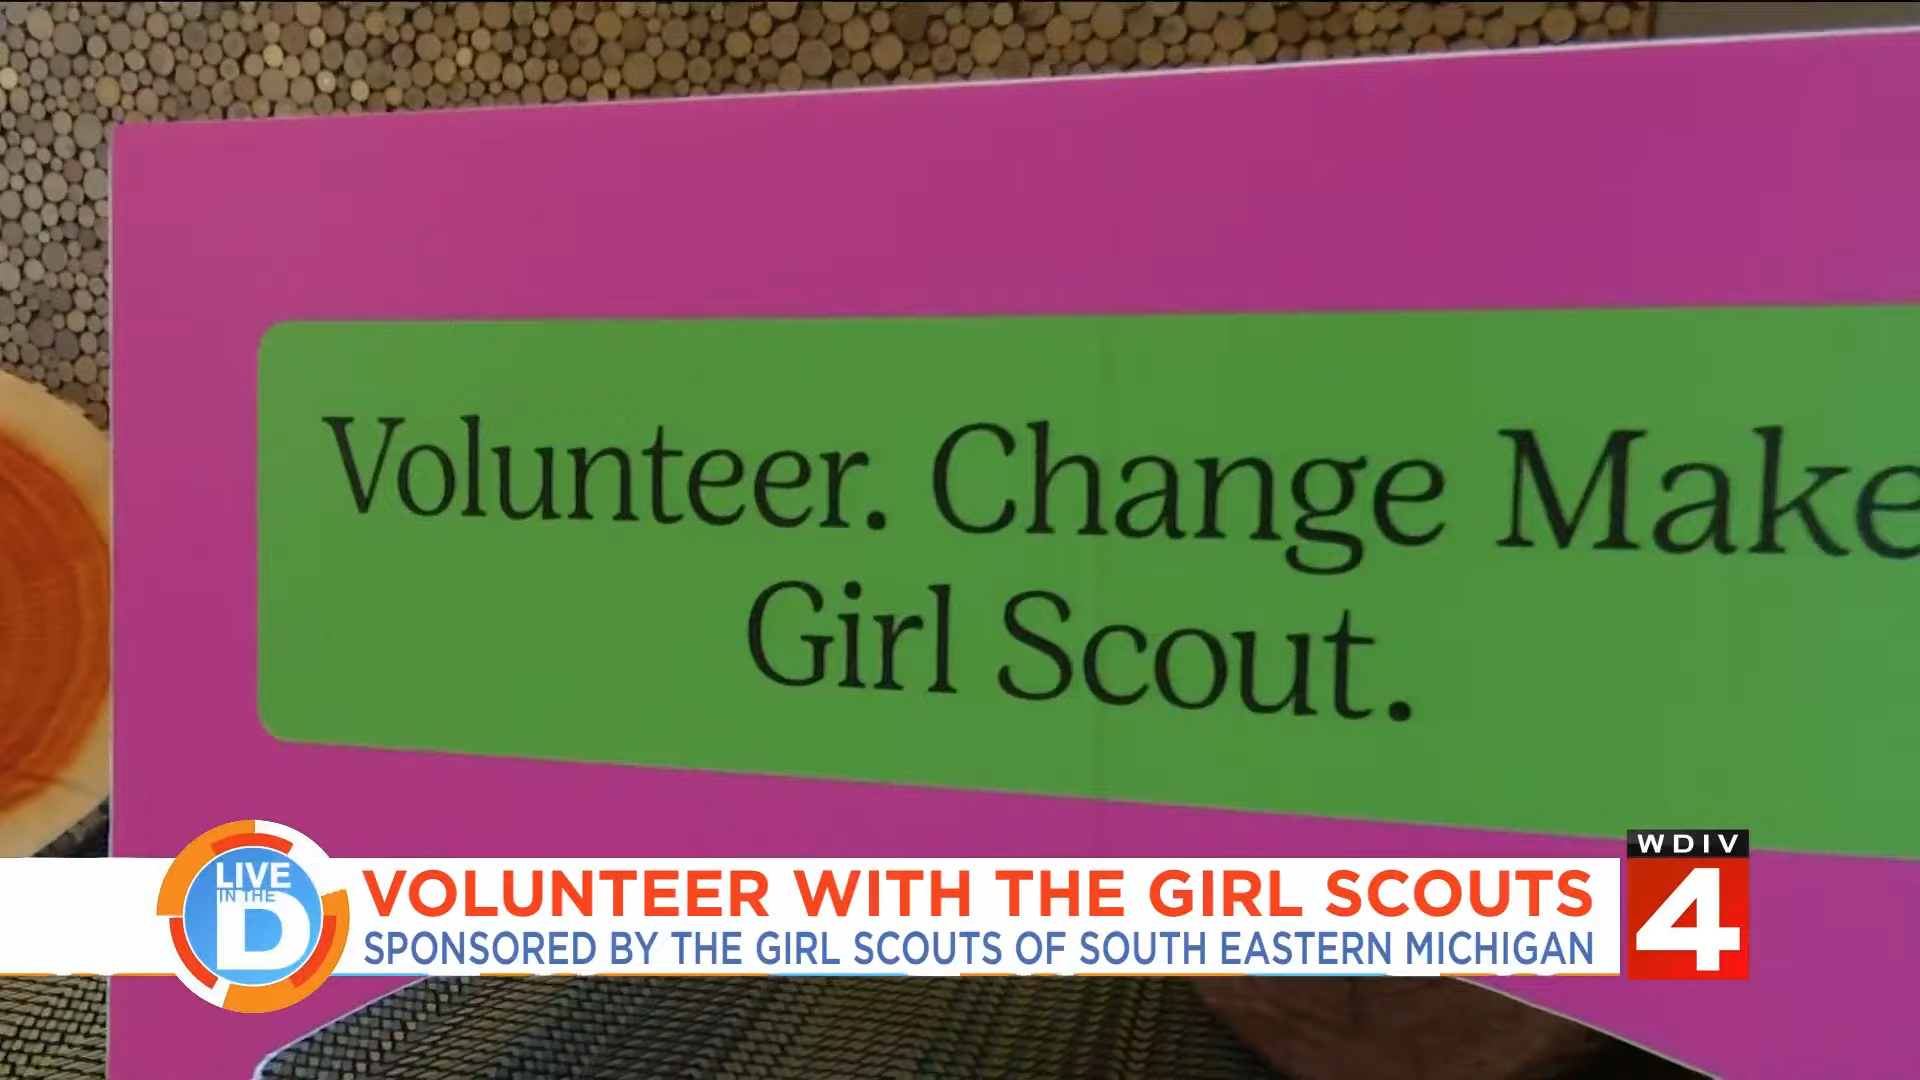 Volunteer. Change Make
Girl Scout.
LIVE
IN THE
D
VOLUNTEER WITH THE GIRL SCOUTS
SPONSORED BY THE GIRL SCOUTS OF SOUTH EASTERN MICHIGAN
WDIV
4